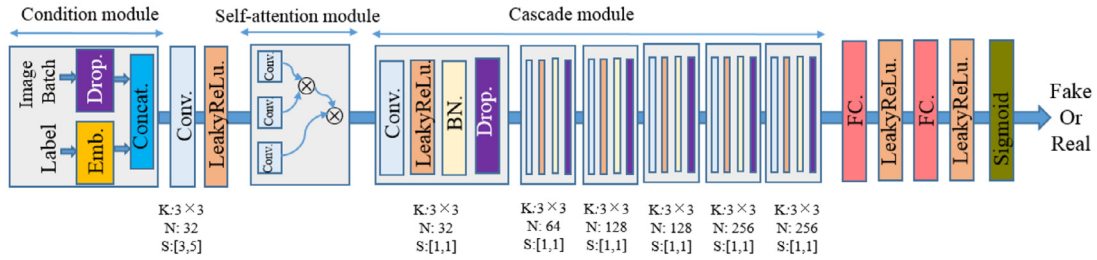 Condition module
Self-attention module
Cascade module
Image
Batch
Drop.
Label
Emb.
Concat.
Conv.
LeakyReLu.
Conv.
Conv
Conv.
Conv
LeakyReLu.
BN.
Drop.
FC.
LeakyReLu.
FC.
LeakyReLu.
Sigmoid
Fake
Or
Real
K:3×3
N: 32
S:[3,5]
K:3×3
N: 32
S:[1,1]
K:3×3
N: 64
S:[1,1]
K:3×3
N: 128
S:[1,1]
K:3×3
N: 128
S:[1,1]
K:3×3
N: 256
S:[1,1]
K:3×3
N: 256
S:[1,1]